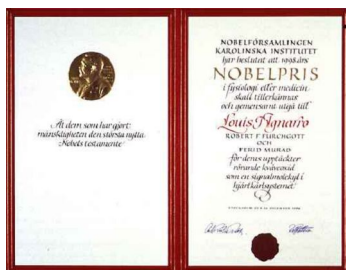 Åt dem som har gjort
mänskligheten den största nytta
Nobels testamente
NOBELFÖRSAMLINGEN
KAROLINSKA INSTITUTET
har beslutat att 1998 års
NOBELPRIS
i fysiologi eller medicin
skall tillerkännas
och gemensamt utgå till
Louis J Ignarro
ROBERT F FURCHGOTT
OCH
FERID MURAD
för deras upptäckter
rörande kväveoxid
som en signalmolekyl i
hjärtkärlsystemet